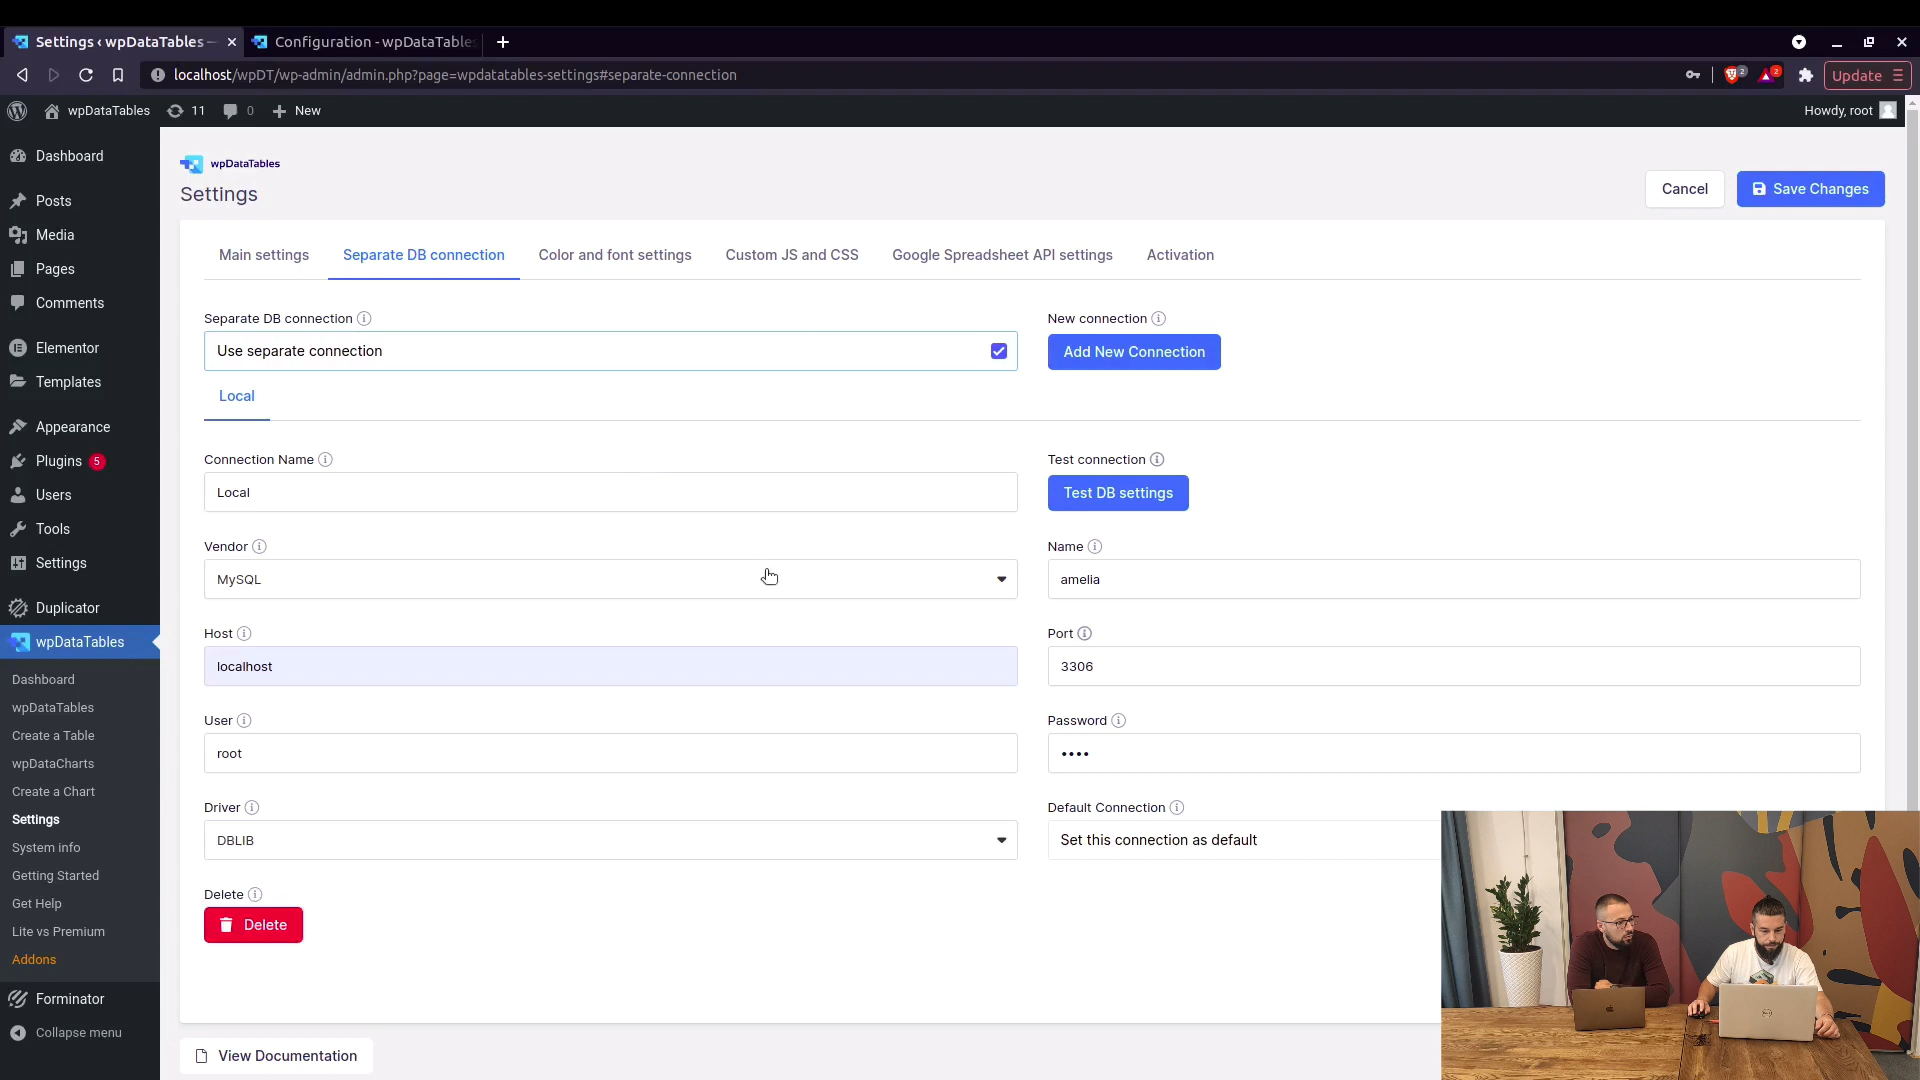 Settings ‹ wpDataTables —
Configuration - wpDataTables
localhost/wpDT/wp-admin/admin.php?page=wpdatatables-settings#separate-connection
2
2
Update
wpDataTables
11
0
New
Howdy, root
Dashboard
Posts
Media
Pages
Comments
Elementor
Templates
Appearance
Plugins 5
Users
Tools
Settings
Duplicator
wpDataTables
Dashboard
wpDataTables
Create a Table
wpDataCharts
Create a Chart
Settings
System info
Getting Started
Get Help
Lite vs Premium
Addons
Forminator
Collapse menu
wpDataTables
Settings
Cancel
Save Changes
Main settings
Separate DB connection
Color and font settings
Custom JS and CSS
Google Spreadsheet API settings
Activation
Separate DB connection
Use separate connection
New connection
Add New Connection
Local
Connection Name
Local
Test connection
Test DB settings
Vendor
MySQL
Name
amelia
Host
localhost
Port
3306
User
root
Password
••••
Driver
DBLIB
Default Connection
Set this connection as default
Delete
Delete
View Documentation